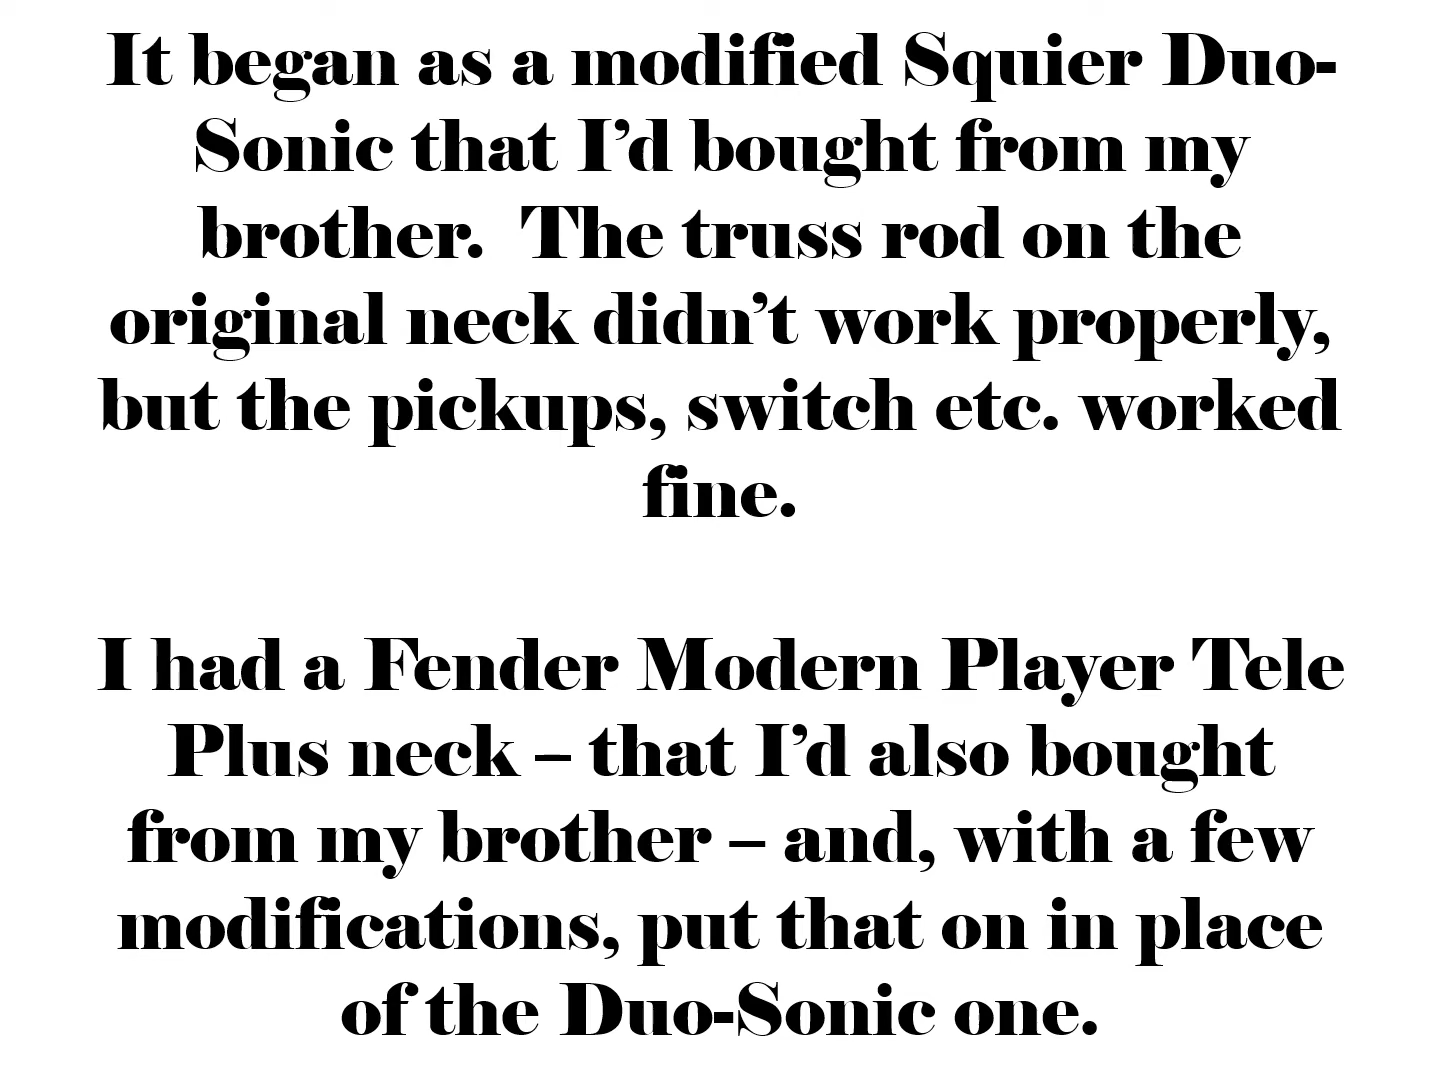 It began as a modified Squier Duo-
Sonic that I’d bought from my
brother.  The truss rod on the
original neck didn’t work properly,
but the pickups, switch etc. worked
fine.
I had a Fender Modern Player Tele
Plus neck – that I’d also bought
from my brother – and, with a few
modifications, put that on in place
of the Duo-Sonic one.